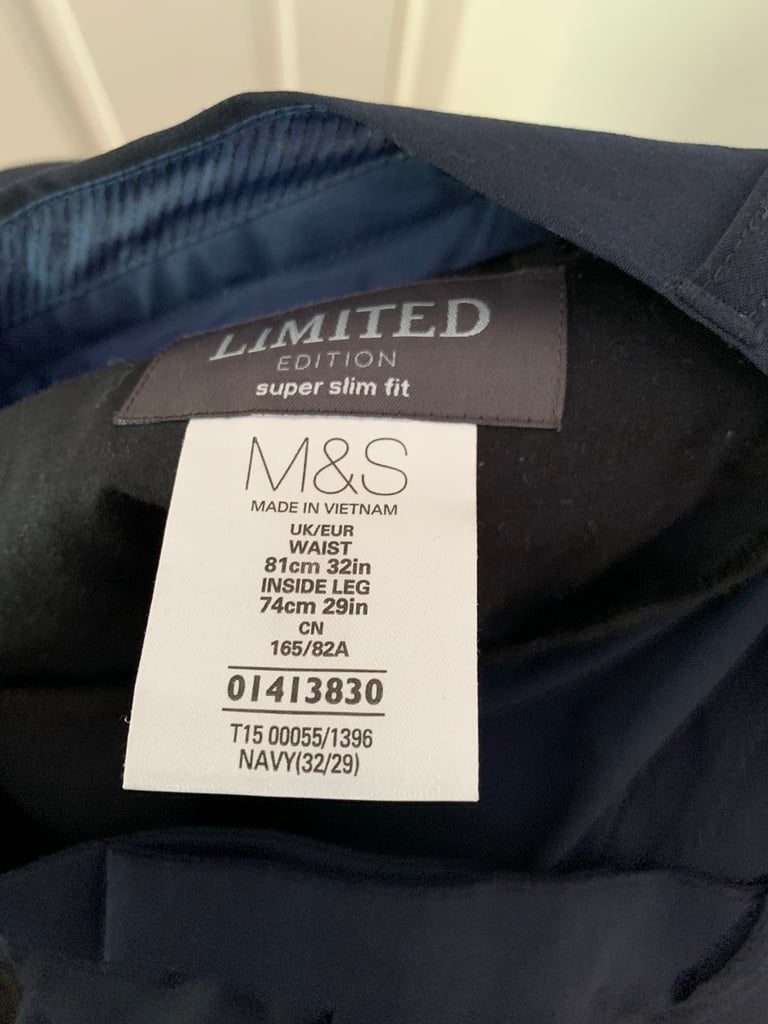 LIMITED
EDITION
super slim fit
M&S
MADE IN VIETNAM
UK/EUR
WAIST
81cm 32in
INSIDE LEG
74cm 29in
CN
165/82A
01413830
T15 00055/1396
NAVY(32/29)